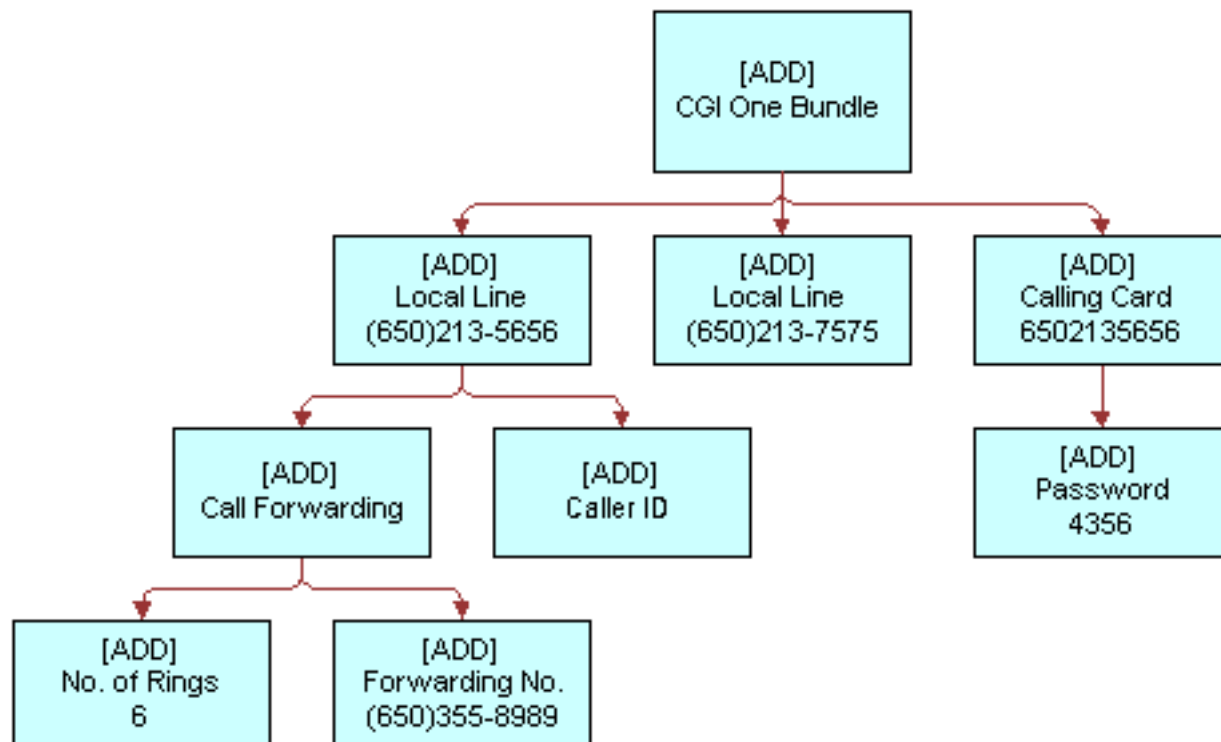 [ADD]
CGI One Bundle
[ADD]
Local Line
(650)213-5656
[ADD]
Local Line
(650)213-7575
[ADD]
Calling Card
6502135656
[ADD]
Call Forwarding
[ADD]
Caller ID
[ADD]
Password
4356
[ADD]
No. of Rings
6
[ADD]
Forwarding No.
(650)355-8989